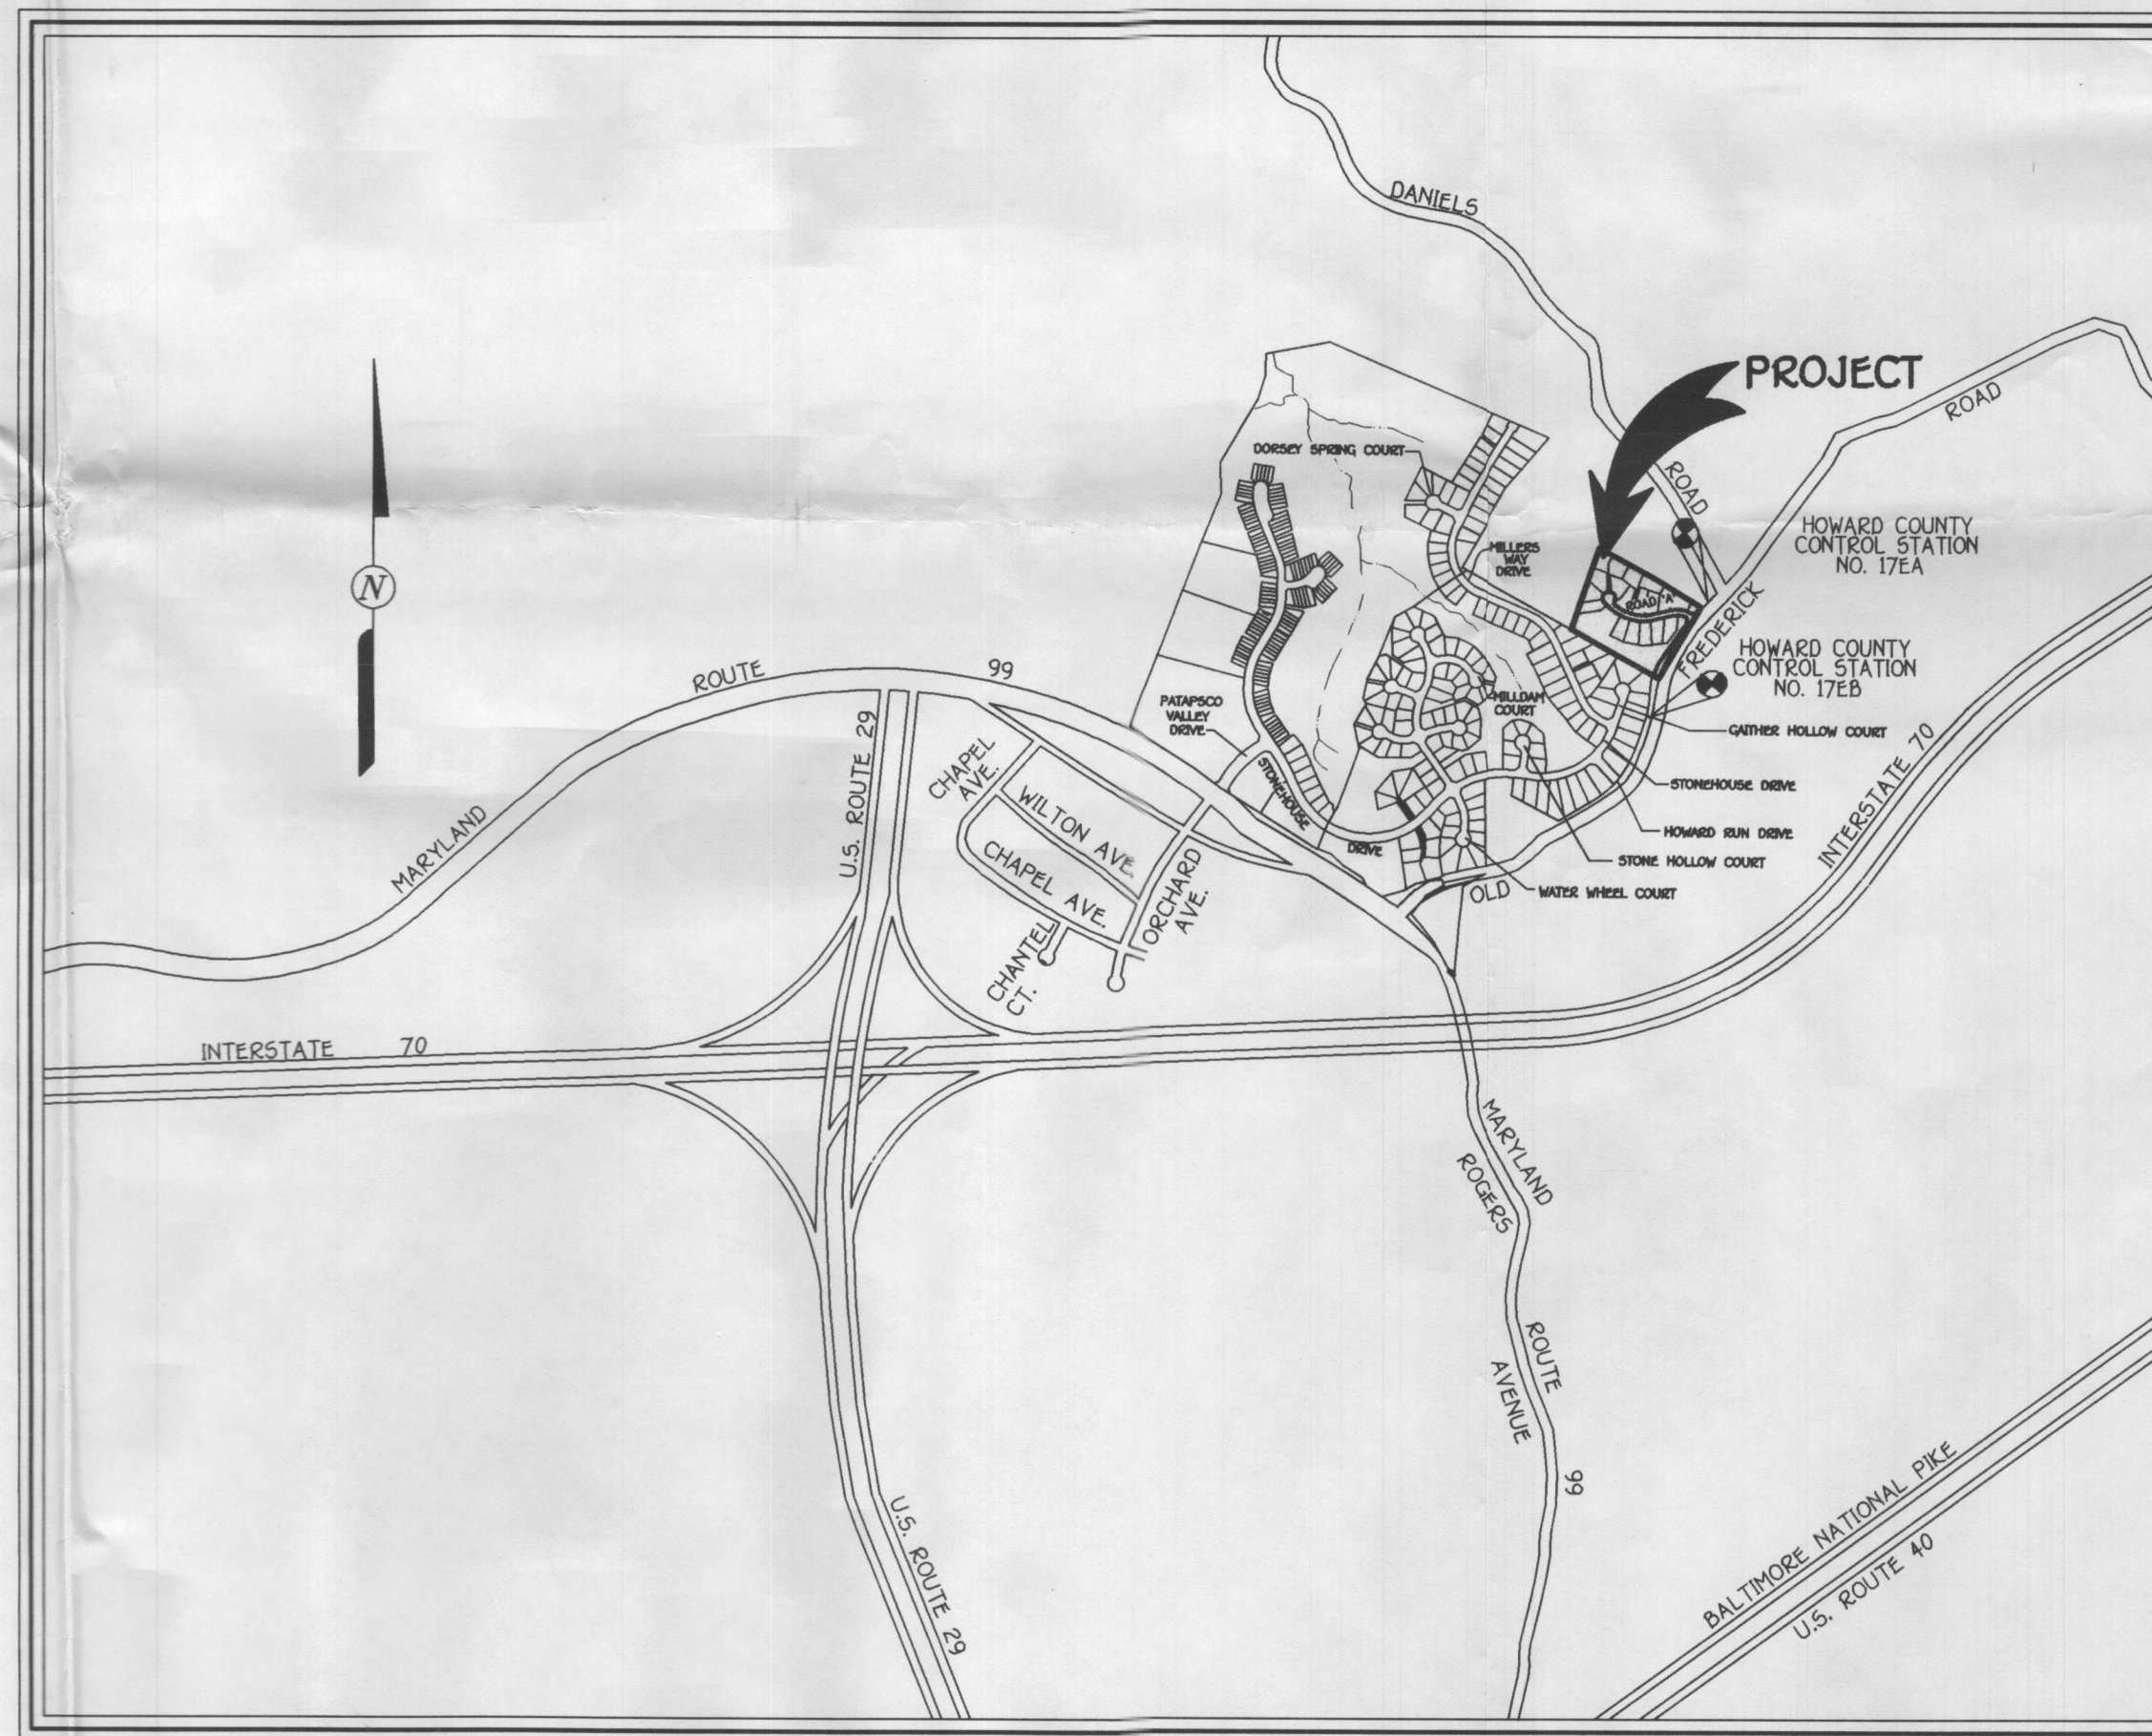 DANIELS
ROAD
PROJECT
ROAD
DORSEY SPRING COURT
MILLERS
WAY
DRIVE
HOWARD COUNTY
CONTROL STATION
NO. 17EA
ROAD 'A'
FREDERICK
HOWARD COUNTY
CONTROL STATION
NO. 17EB
N
MARYLAND
ROUTE
99
PATAPSCO
VALLEY
DRIVE
MILLDAM
COURT
GAITHER HOLLOW COURT
STONEHOUSE DRIVE
HOWARD RUN DRIVE
STONE HOLLOW COURT
WATER WHEEL COURT
STONEHOUSE
DRIVE
OLD
U.S. ROUTE 29
CHAPEL
AVE.
WILTON AVE.
CHAPEL AVE.
ORCHARD
AVE.
CHANTEL
CT.
INTERSTATE 70
INTERSTATE 70
MARYLAND
ROGERS
ROUTE
AVENUE
99
U.S. ROUTE 29
BALTIMORE NATIONAL PIKE
U.S. ROUTE 40